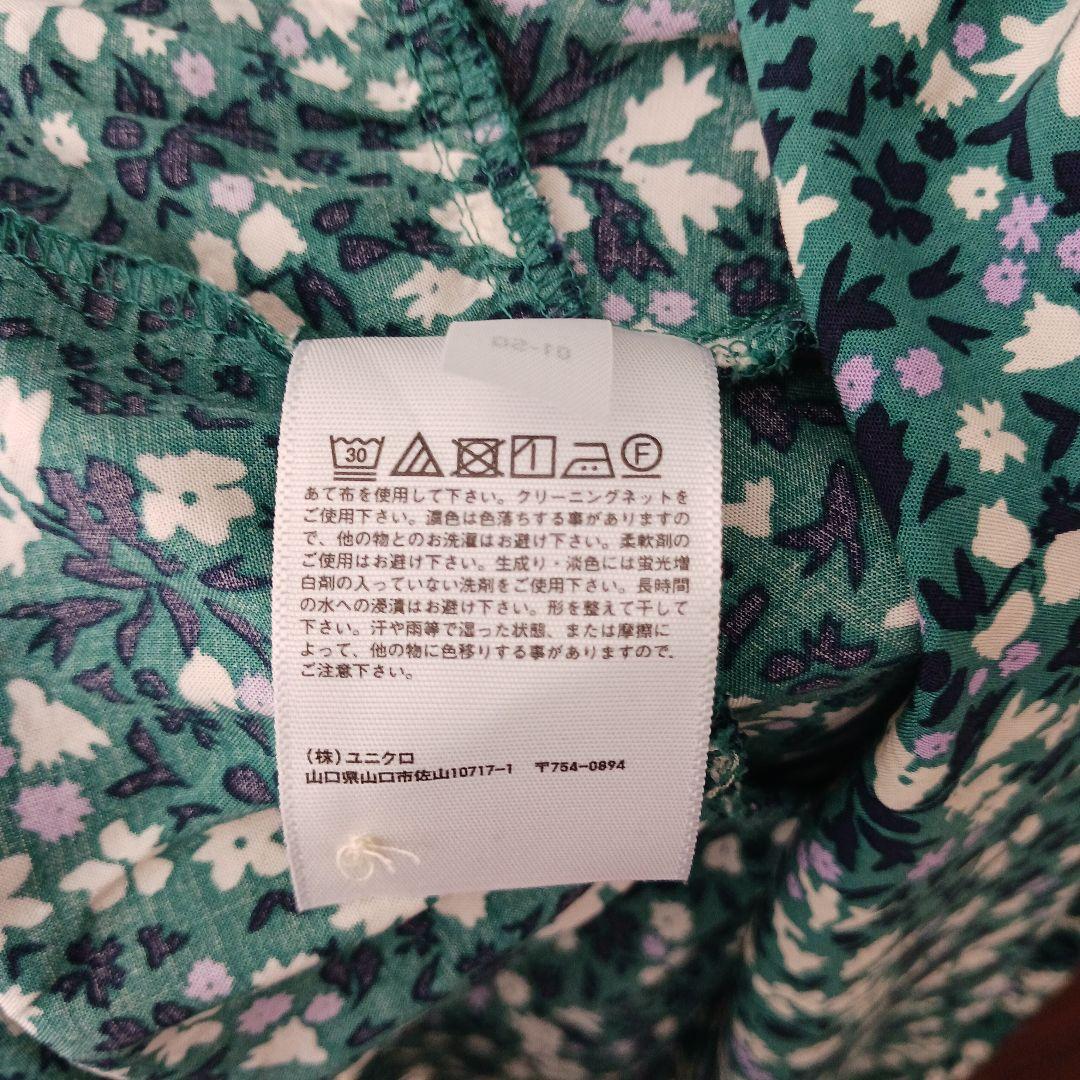 01-SG
30
F
あて布を使用して下さい。クリーニングネットを
ご使用下さい。濃色は色落ちする事がありますの
で、他の物とのお洗濯はお避け下さい。柔軟剤の
ご使用はお避け下さい。生成り・淡色には蛍光増
白剤の入っていない洗剤をご使用下さい。長時間
の水への浸漬はお避け下さい。形を整えて干して
下さい。汗や雨等で湿った状態、または摩擦に
よって、他の物に色移りする事がありますので、
ご注意下さい。
(株)ユニクロ
山口県山口市佐山10717-1 〒754-0894